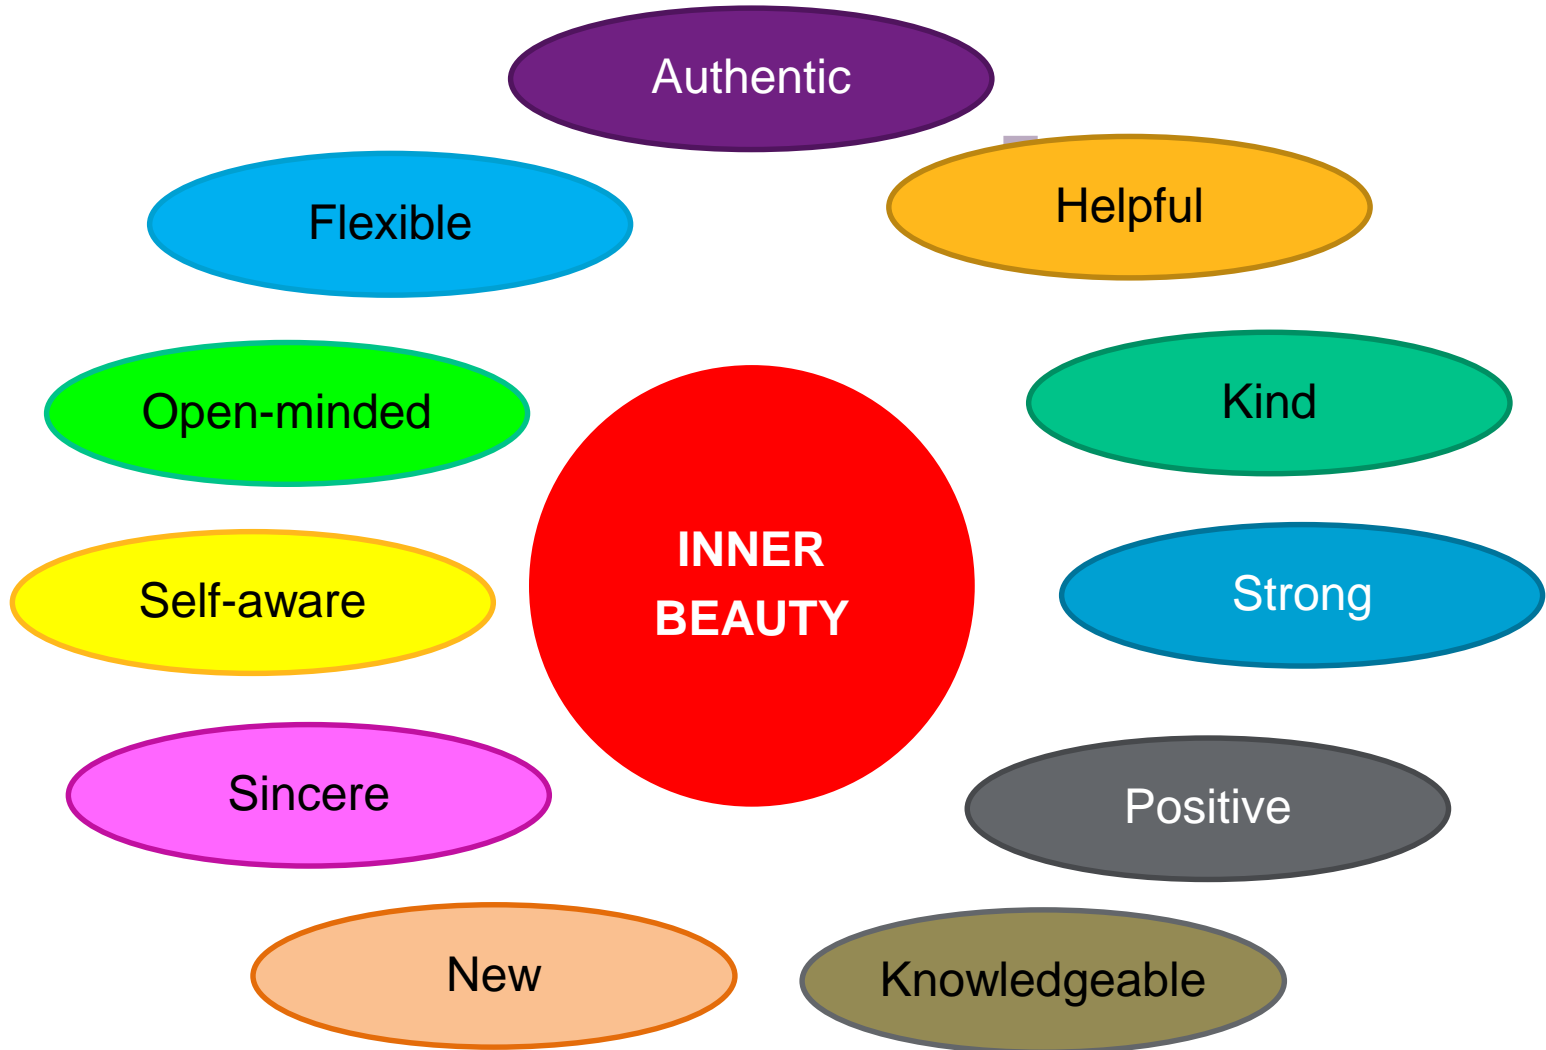 Authentic
Flexible
Helpful
Open-minded
Kind
INNER
BEAUTY
Self-aware
Strong
Sincere
Positive
New
Knowledgeable